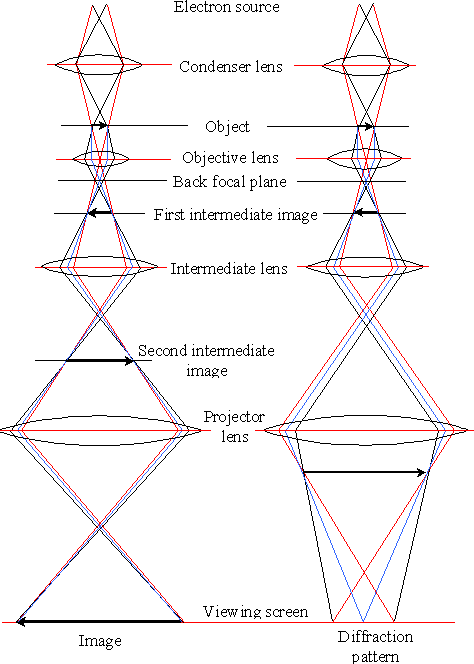 Electron source
Condenser lens
Object
Objective lens
Back focal plane
First intermediate image
Intermediate lens
Second intermediate
image
Projector
lens
Viewing screen
Image
Diffraction
pattern